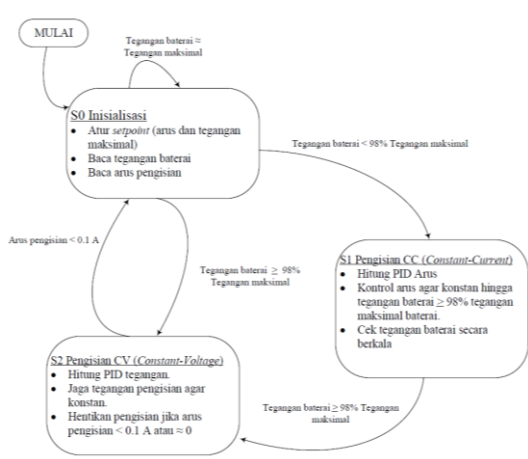 MULAI
Tegangan baterai ≈
Tegangan maksimal
S0 Inisialisasi
• Atur setpoint (arus dan tegangan
maksimal)
• Baca tegangan baterai
• Baca arus pengisian
Tegangan baterai < 98% Tegangan maksimal
Arus pengisian < 0.1 A
Tegangan baterai ≥ 98%
Tegangan maksimal
S1 Pengisian CC (Constant-Current)
• Hitung PID Arus
• Kontrol arus agar konstan hingga
tegangan baterai ≥ 98% tegangan
maksimal baterai.
• Cek tegangan baterai secara
berkala
S2 Pengisian CV (Constant-Voltage)
• Hitung PID tegangan.
• Jaga tegangan pengisian agar
konstan.
• Hentikan pengisian jika arus
pengisian < 0.1 A atau ≈ 0
Tegangan baterai ≥ 98% Tegangan
maksimal